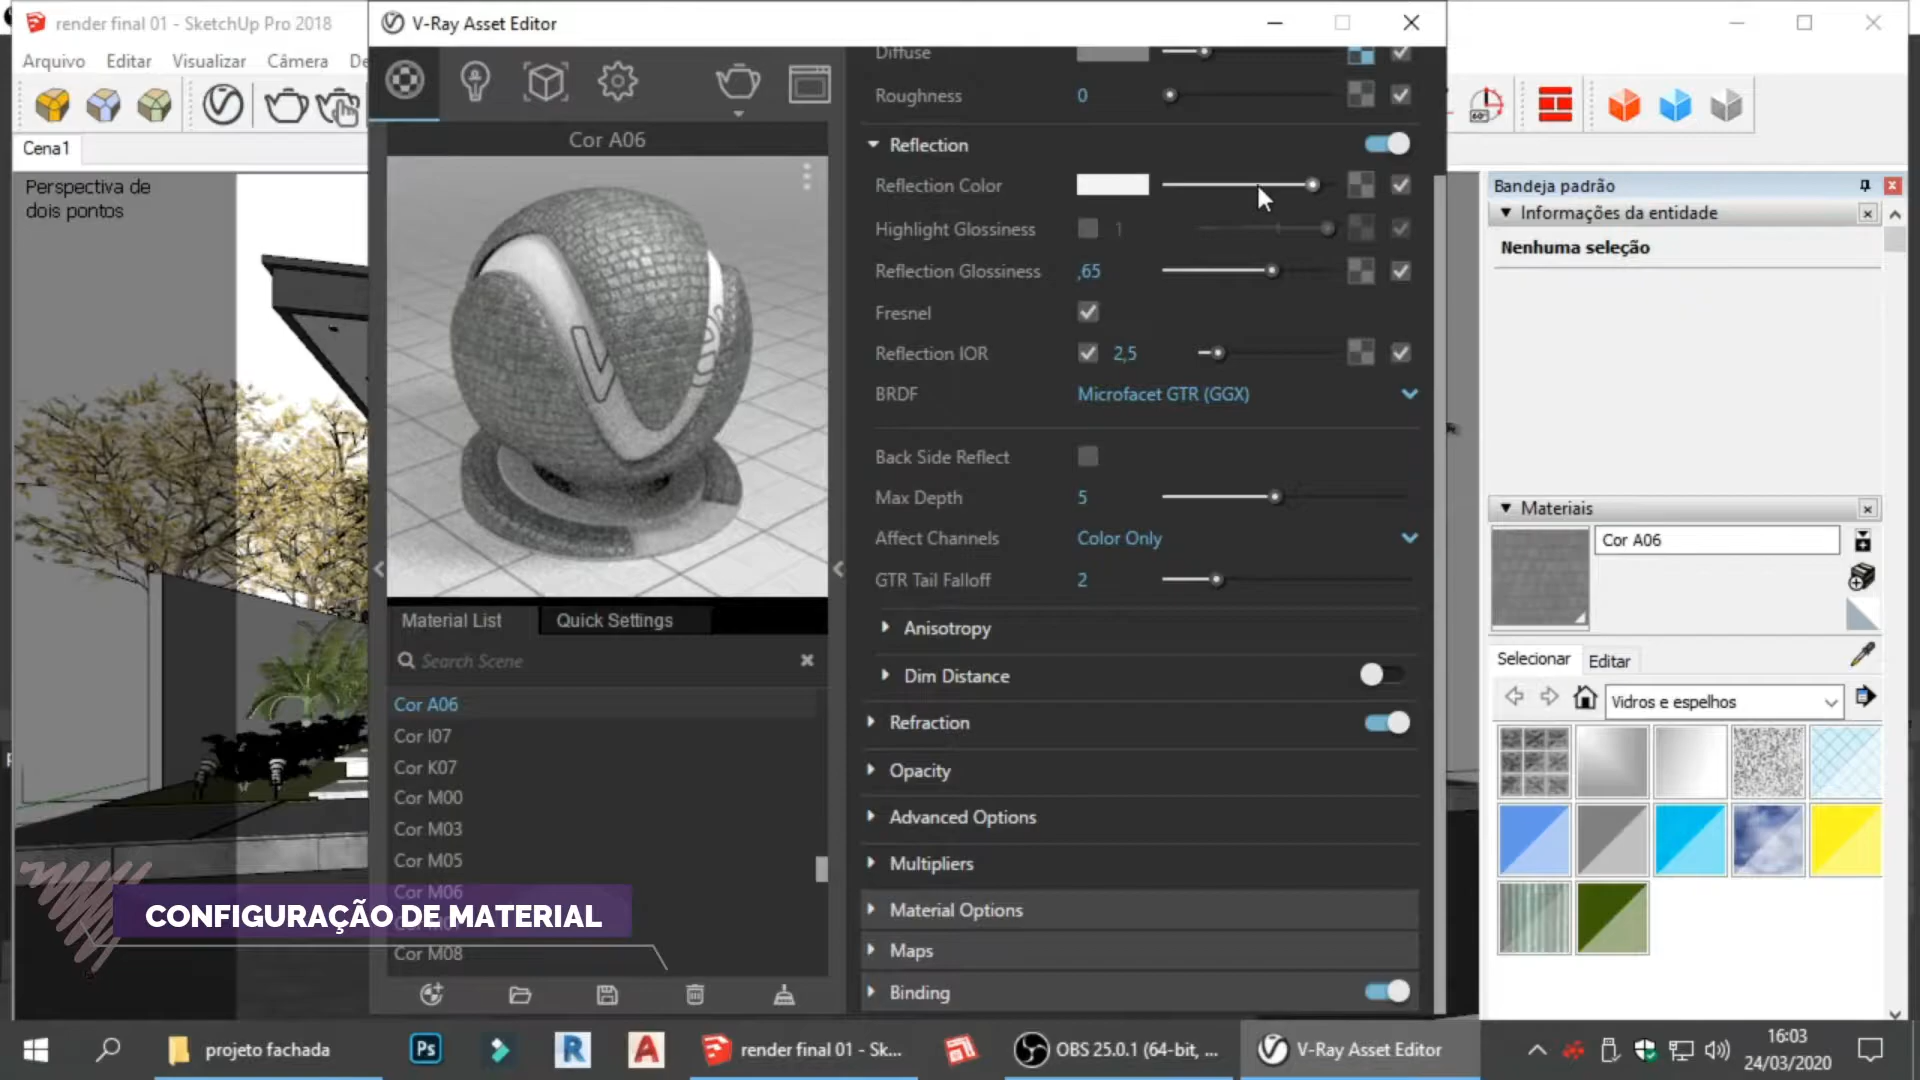 render final 01 - SketchUp Pro 2018
V-Ray Asset Editor
Arquivo Editar Visualizar Câmera De
Cena1
Perspectiva de
dois pontos
Cor A06
Material List
Quick Settings
Search Scene
Cor A06
Cor I07
Cor K07
Cor M00
Cor M03
Cor M05
Cor M06
Cor M08
CONFIGURAÇÃO DE MATERIAL
Diffuse
Roughness 0
Reflection
Reflection Color
Highlight Glossiness 1
Reflection Glossiness ,65
Fresnel
Reflection IOR 2,5
BRDF Microfacet GTR (GGX)
Back Side Reflect
Max Depth 5
Affect Channels Color Only
GTR Tail Falloff 2
Anisotropy
Dim Distance
Refraction
Opacity
Advanced Options
Multipliers
Material Options
Maps
Binding
60°
Bandeja padrão
Informações da entidade
Nenhuma seleção
Materiais
Cor A06
Selecionar
Editar
Vidros e espelhos
projeto fachada
Ps
R
A
render final 01 - Sk...
OBS 25.0.1 (64-bit, ...
V-Ray Asset Editor
16:03
24/03/2020